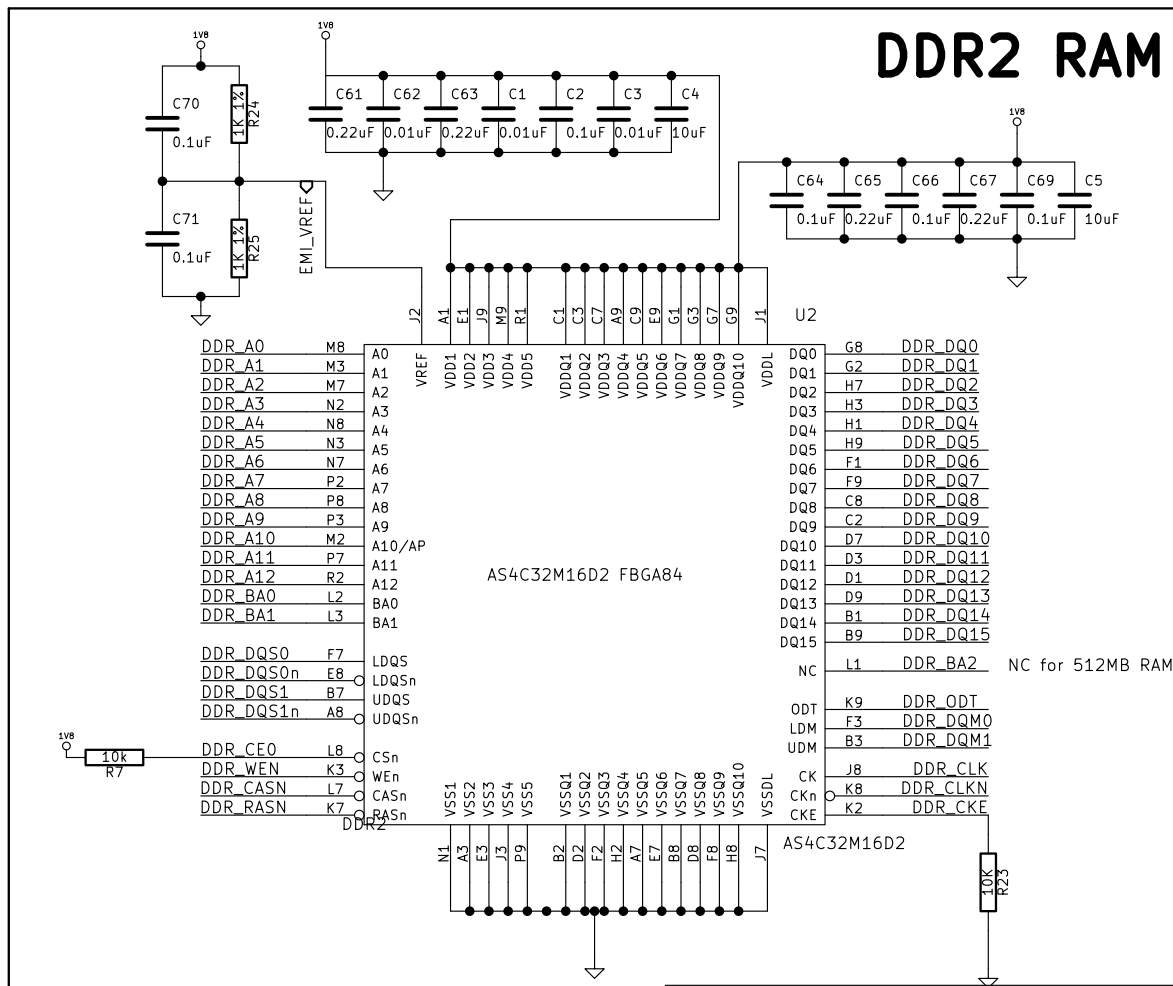 DDR2 RAM
1V8
1V8
1V8
C70
0.1uF
1K 1%
R24
C71
0.1uF
1K 1%
R25
EMI_VREF
C61
0.22uF
C62
0.01uF
C63
0.22uF
C1
0.01uF
C2
0.1uF
C3
0.01uF
C4
10uF
C64
0.1uF
C65
0.22uF
C66
0.1uF
C67
0.22uF
C69
0.1uF
C5
10uF
U2
J2 A1 E1 J9 M9 R1 C1 C3 C7 A9 C9 E9 G1 G3 G7 G9 J1
VREF VDD1 VDD2 VDD3 VDD4 VDD5 VDDQ1 VDDQ2 VDDQ3 VDDQ4 VDDQ5 VDDQ6 VDDQ7 VDDQ8 VDDQ9 VDDQ10 VDDL
DDR_A0 M8 A0
DDR_A1 M3 A1
DDR_A2 M7 A2
DDR_A3 N2 A3
DDR_A4 N8 A4
DDR_A5 N3 A5
DDR_A6 N7 A6
DDR_A7 P2 A7
DDR_A8 P8 A8
DDR_A9 P3 A9
DDR_A10 M2 A10/AP
DDR_A11 P7 A11
DDR_A12 R2 A12
DDR_BA0 L2 BA0
DDR_BA1 L3 BA1
DDR_DQS0 F7 LDQS
DDR_DQS0n E8 LDQSn
DDR_DQS1 B7 UDQS
DDR_DQS1n A8 UDQSn
1V8
10k
R7
DDR_CE0 L8 CSn
DDR_WEN K3 WEn
DDR_CASN L7 CASn
DDR_RASN K7 RASn
DDR2
AS4C32M16D2 FBGA84
DQ0 G8 DDR_DQ0
DQ1 G2 DDR_DQ1
DQ2 H7 DDR_DQ2
DQ3 H3 DDR_DQ3
DQ4 H1 DDR_DQ4
DQ5 H9 DDR_DQ5
DQ6 F1 DDR_DQ6
DQ7 F9 DDR_DQ7
DQ8 C8 DDR_DQ8
DQ9 C2 DDR_DQ9
DQ10 D7 DDR_DQ10
DQ11 D3 DDR_DQ11
DQ12 D1 DDR_DQ12
DQ13 D9 DDR_DQ13
DQ14 B1 DDR_DQ14
DQ15 B9 DDR_DQ15
NC L1 DDR_BA2 NC for 512MB RAM
ODT K9 DDR_ODT
LDM F3 DDR_DQM0
UDM B3 DDR_DQM1
CK J8 DDR_CLK
CKn K8 DDR_CLKN
CKE K2 DDR_CKE
AS4C32M16D2
VSS1 VSS2 VSS3 VSS4 VSS5 VSSQ1 VSSQ2 VSSQ3 VSSQ4 VSSQ5 VSSQ6 VSSQ7 VSSQ8 VSSQ9 VSSQ10 VSSDL
N1 A3 E3 J3 P9 B2 D2 F2 H2 A7 E7 B8 D8 F8 H8 J7
10K
R23